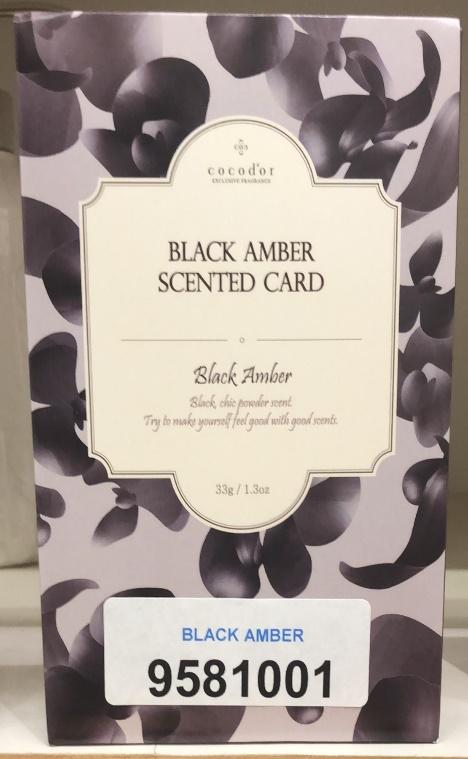 cocod'or
EXCLUSIVE FRAGRANCE
BLACK AMBER
SCENTED CARD
Black Amber
Black, chic powder scent.
Try to make yourself feel good with good scents.
33g / 1.3oz
BLACK AMBER
9581001